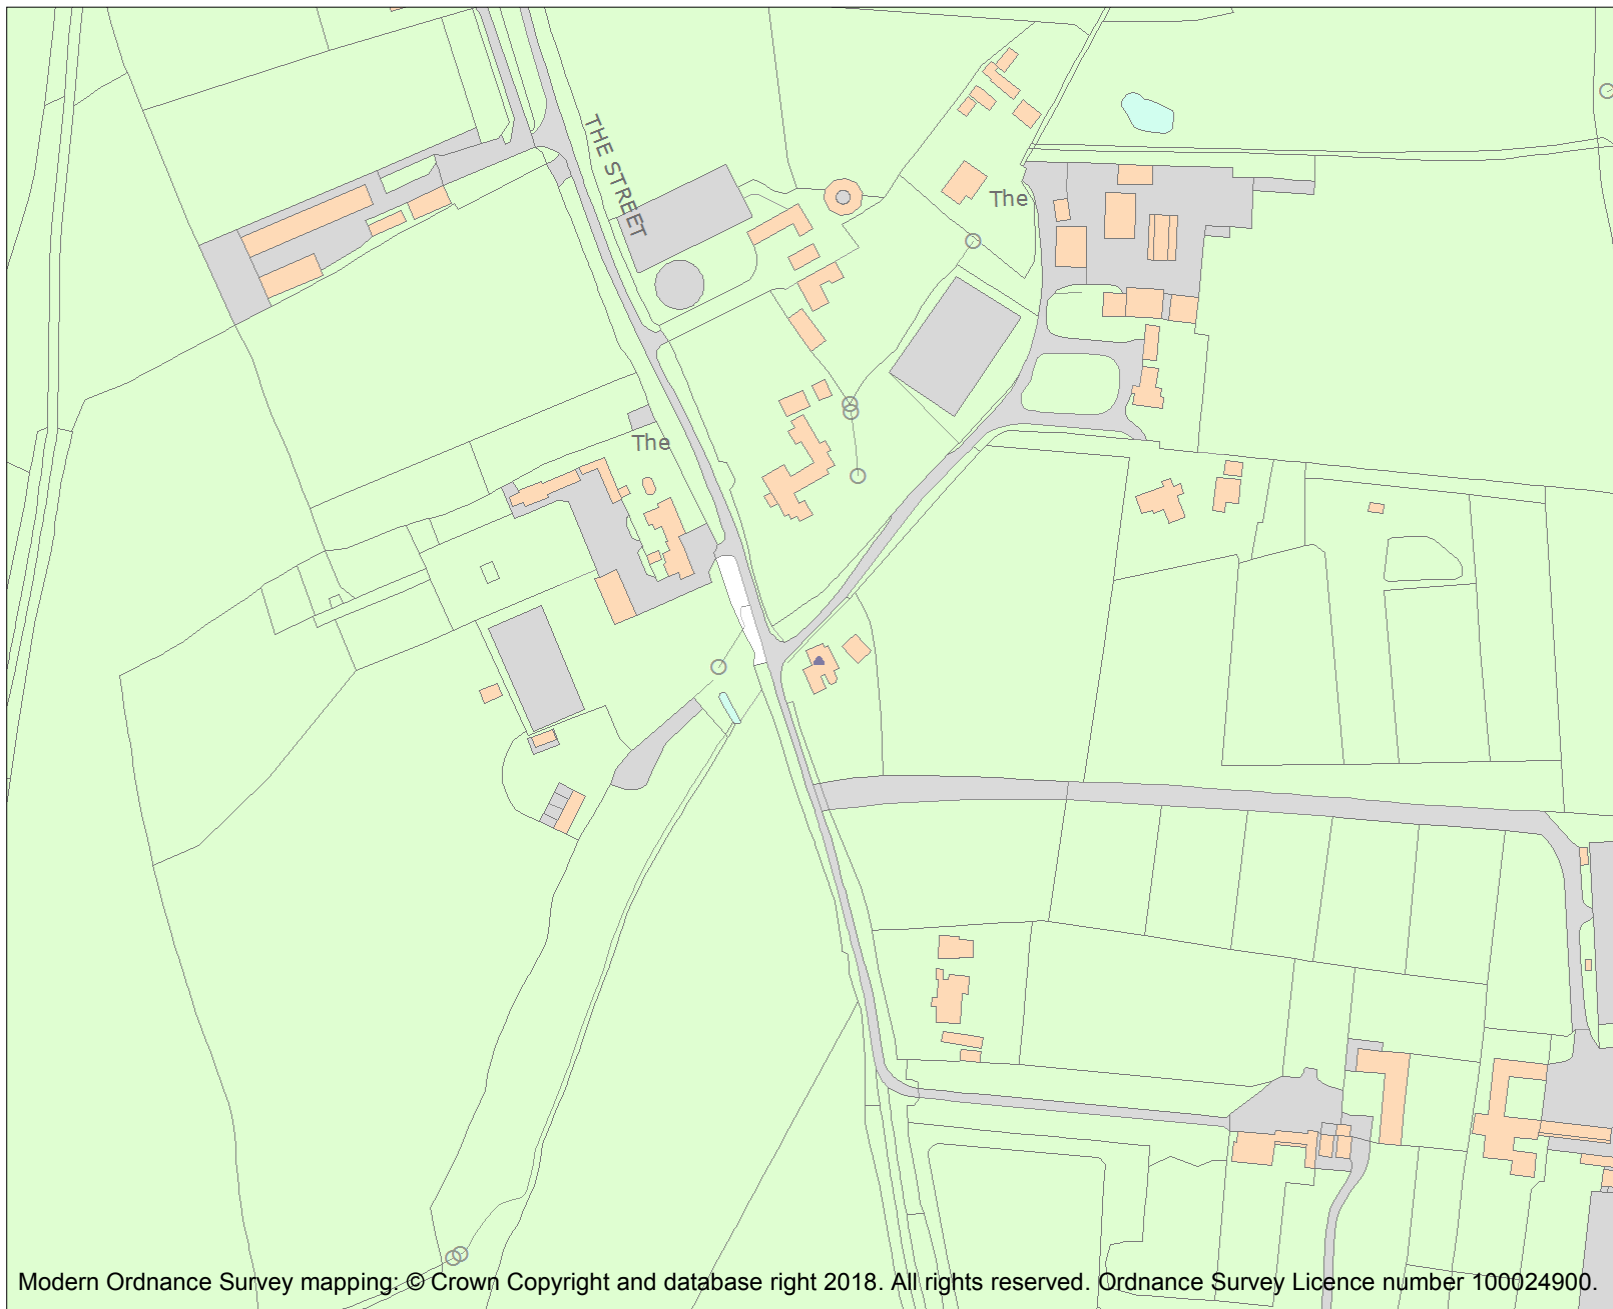 THE STREET
The
The
Modern Ordnance Survey mapping: © Crown Copyright and database right 2018. All rights reserved. Ordnance Survey Licence number 100024900.